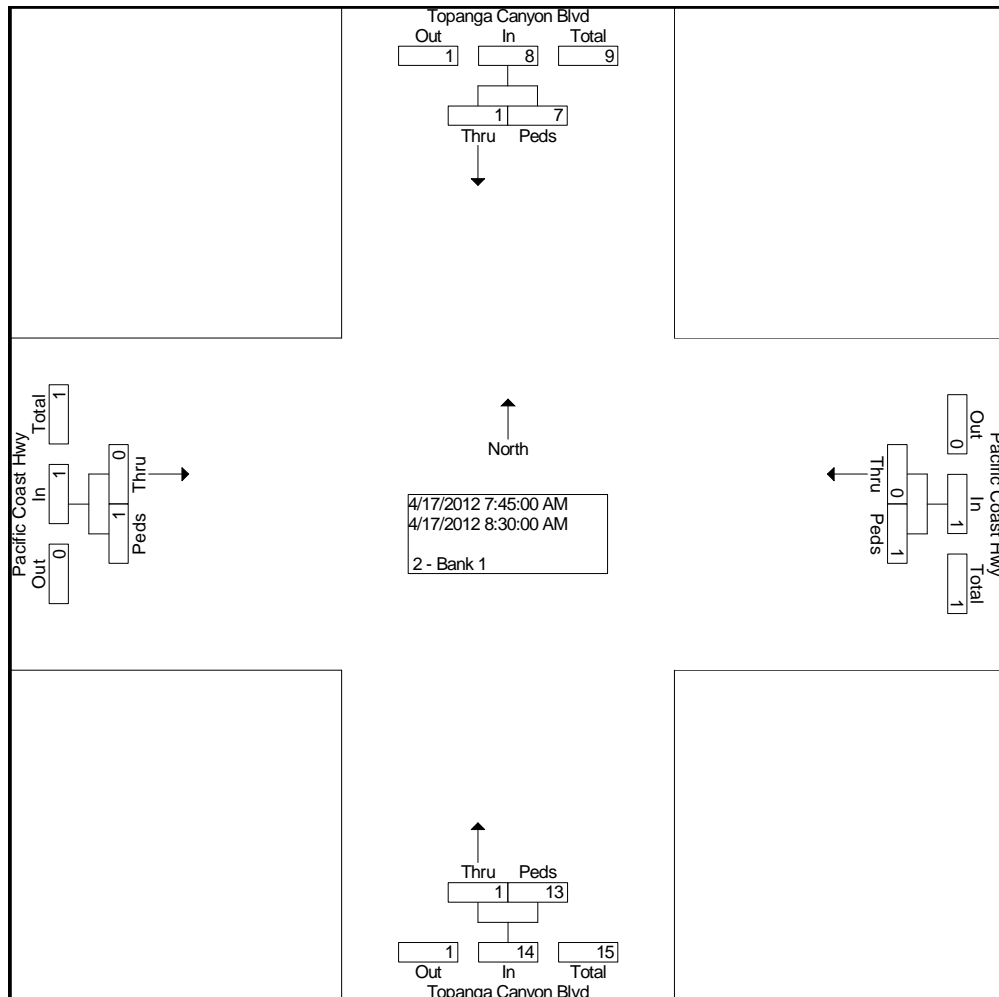 Topanga Canyon Blvd
Out In Total
1 8 9
1 7
Thru Peds
Pacific Coast Hwy
Total In Out
1 1 0
0 1
Thru Peds
North
4/17/2012 7:45:00 AM
4/17/2012 8:30:00 AM
2 - Bank 1
Thru Peds
0 1
Out In Total
0 1 1
Pacific Coast Hwy
Thru Peds
1 13
1 14 15
Out In Total
Topanga Canyon Blvd